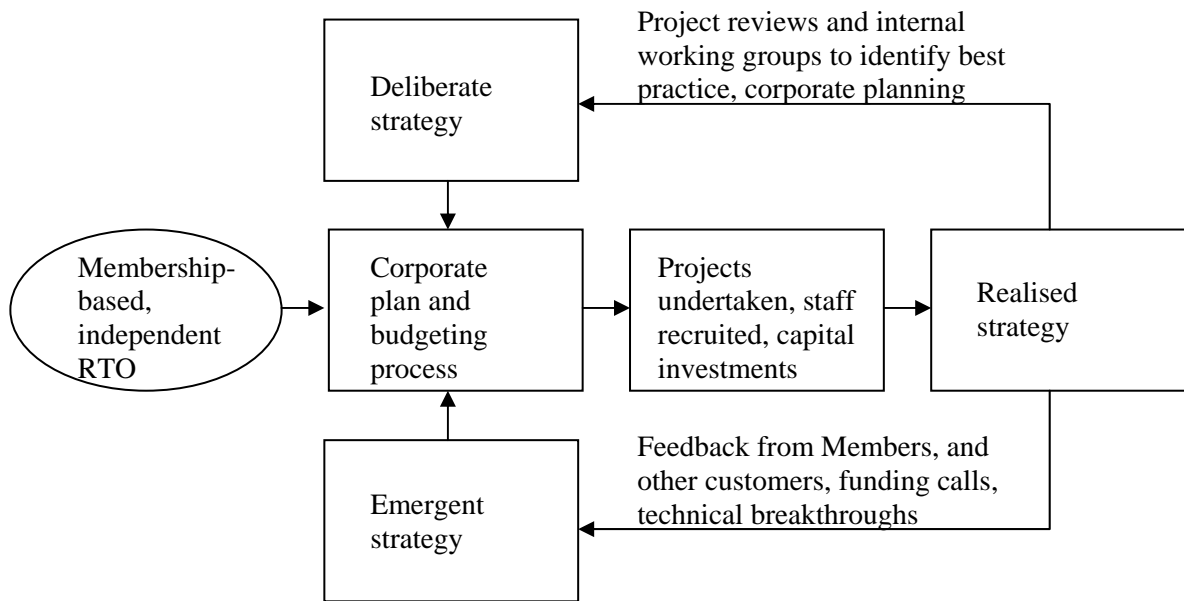 Project reviews and internal
working groups to identify best
practice, corporate planning
Deliberate
strategy
Membership-
based,
independent
RTO
Corporate
plan and
budgeting
process
Projects
undertaken, staff
recruited, capital
investments
Realised
strategy
Feedback from Members, and
other customers, funding calls,
technical breakthroughs
Emergent
strategy